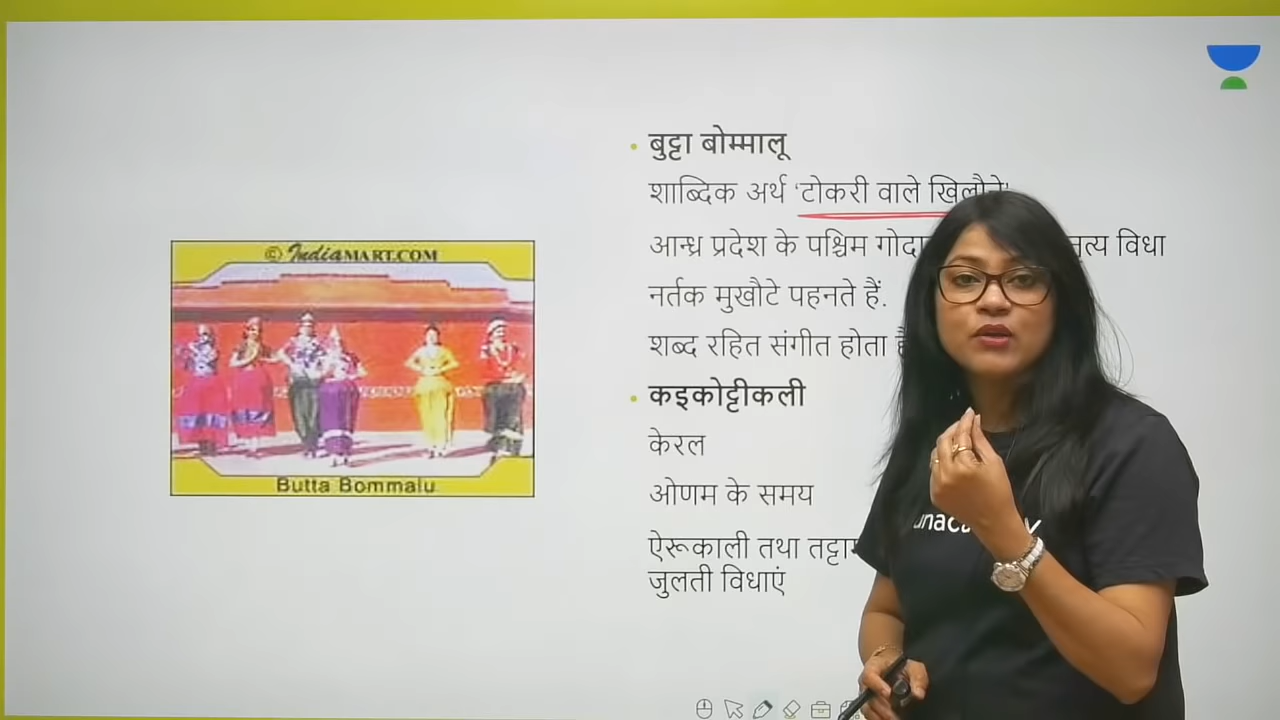 बुट्टा बोम्मालू
शाब्दिक अर्थ 'टोकरी वाले खिलौने'
आन्ध्र प्रदेश के पश्चिम नृत्य विधा
नर्तक मुखौटे पहनते हैं.
शब्द रहित संगीत होता है
कइकोट्टीकली
केरल
ओणम के समय
ऐरूकाली तथा
जुलती विधाएं
© IndiaMART.COM
Butta Bommalu